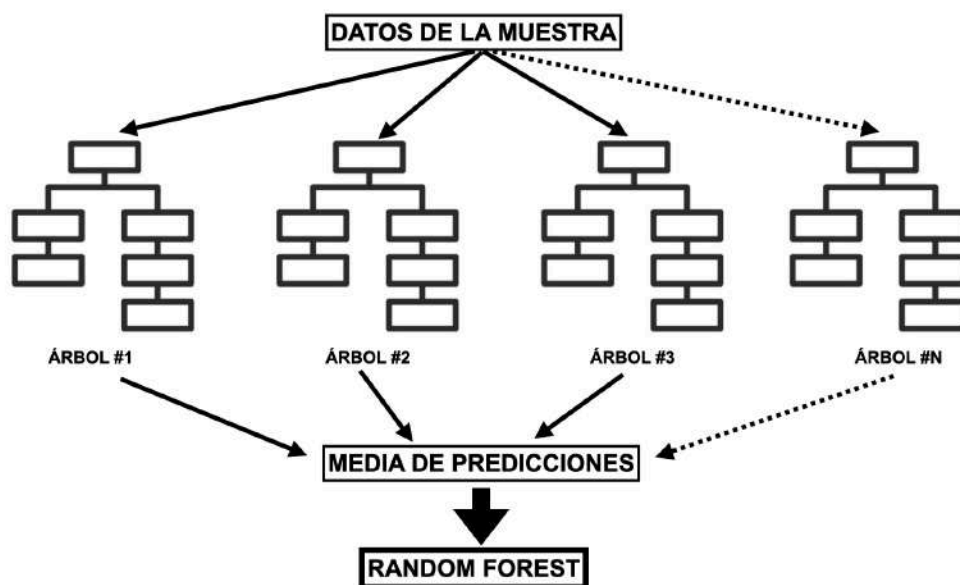 DATOS DE LA MUESTRA
ÁRBOL #1
ÁRBOL #2
ÁRBOL #3
ÁRBOL #N
MEDIA DE PREDICCIONES
RANDOM FOREST